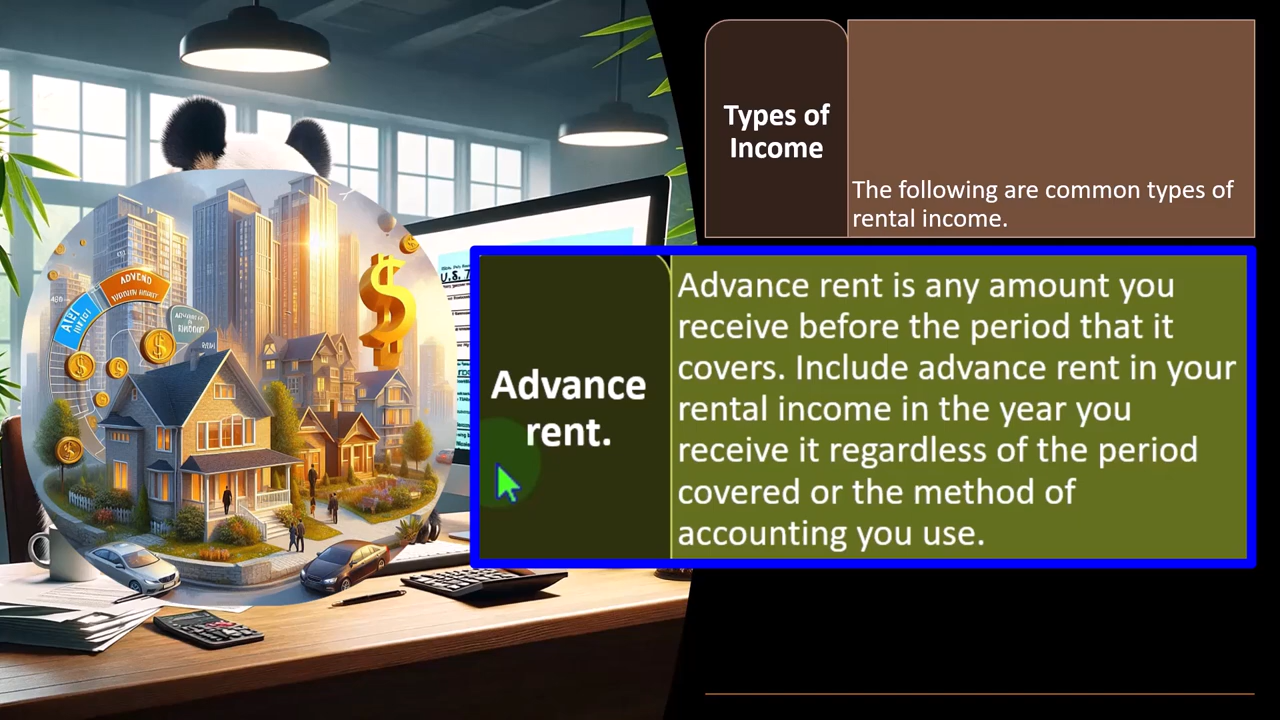 Types of
Income
The following are common types of
rental income.
Advance
rent.
Advance rent is any amount you
receive before the period that it
covers. Include advance rent in your
rental income in the year you
receive it regardless of the period
covered or the method of
accounting you use.
U.S. 7